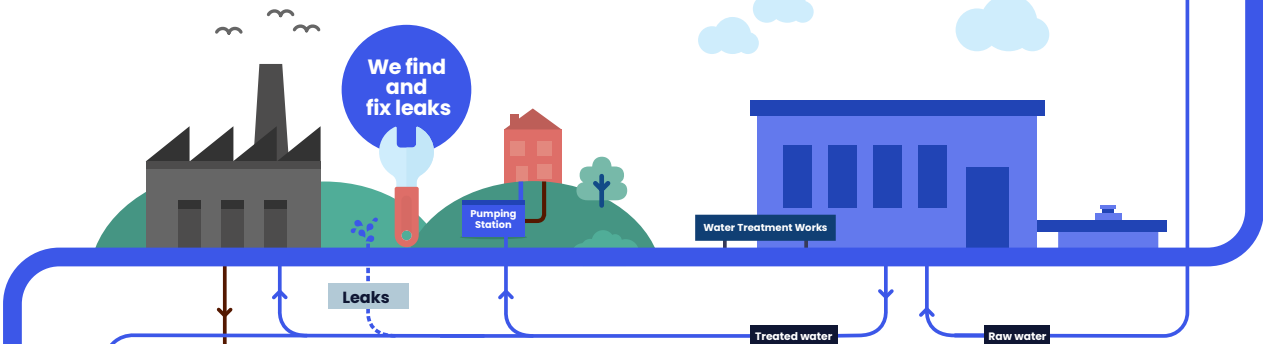 We find
and
fix leaks
Pumping
Station
Water Treatment Works
Leaks
Treated water
Raw water